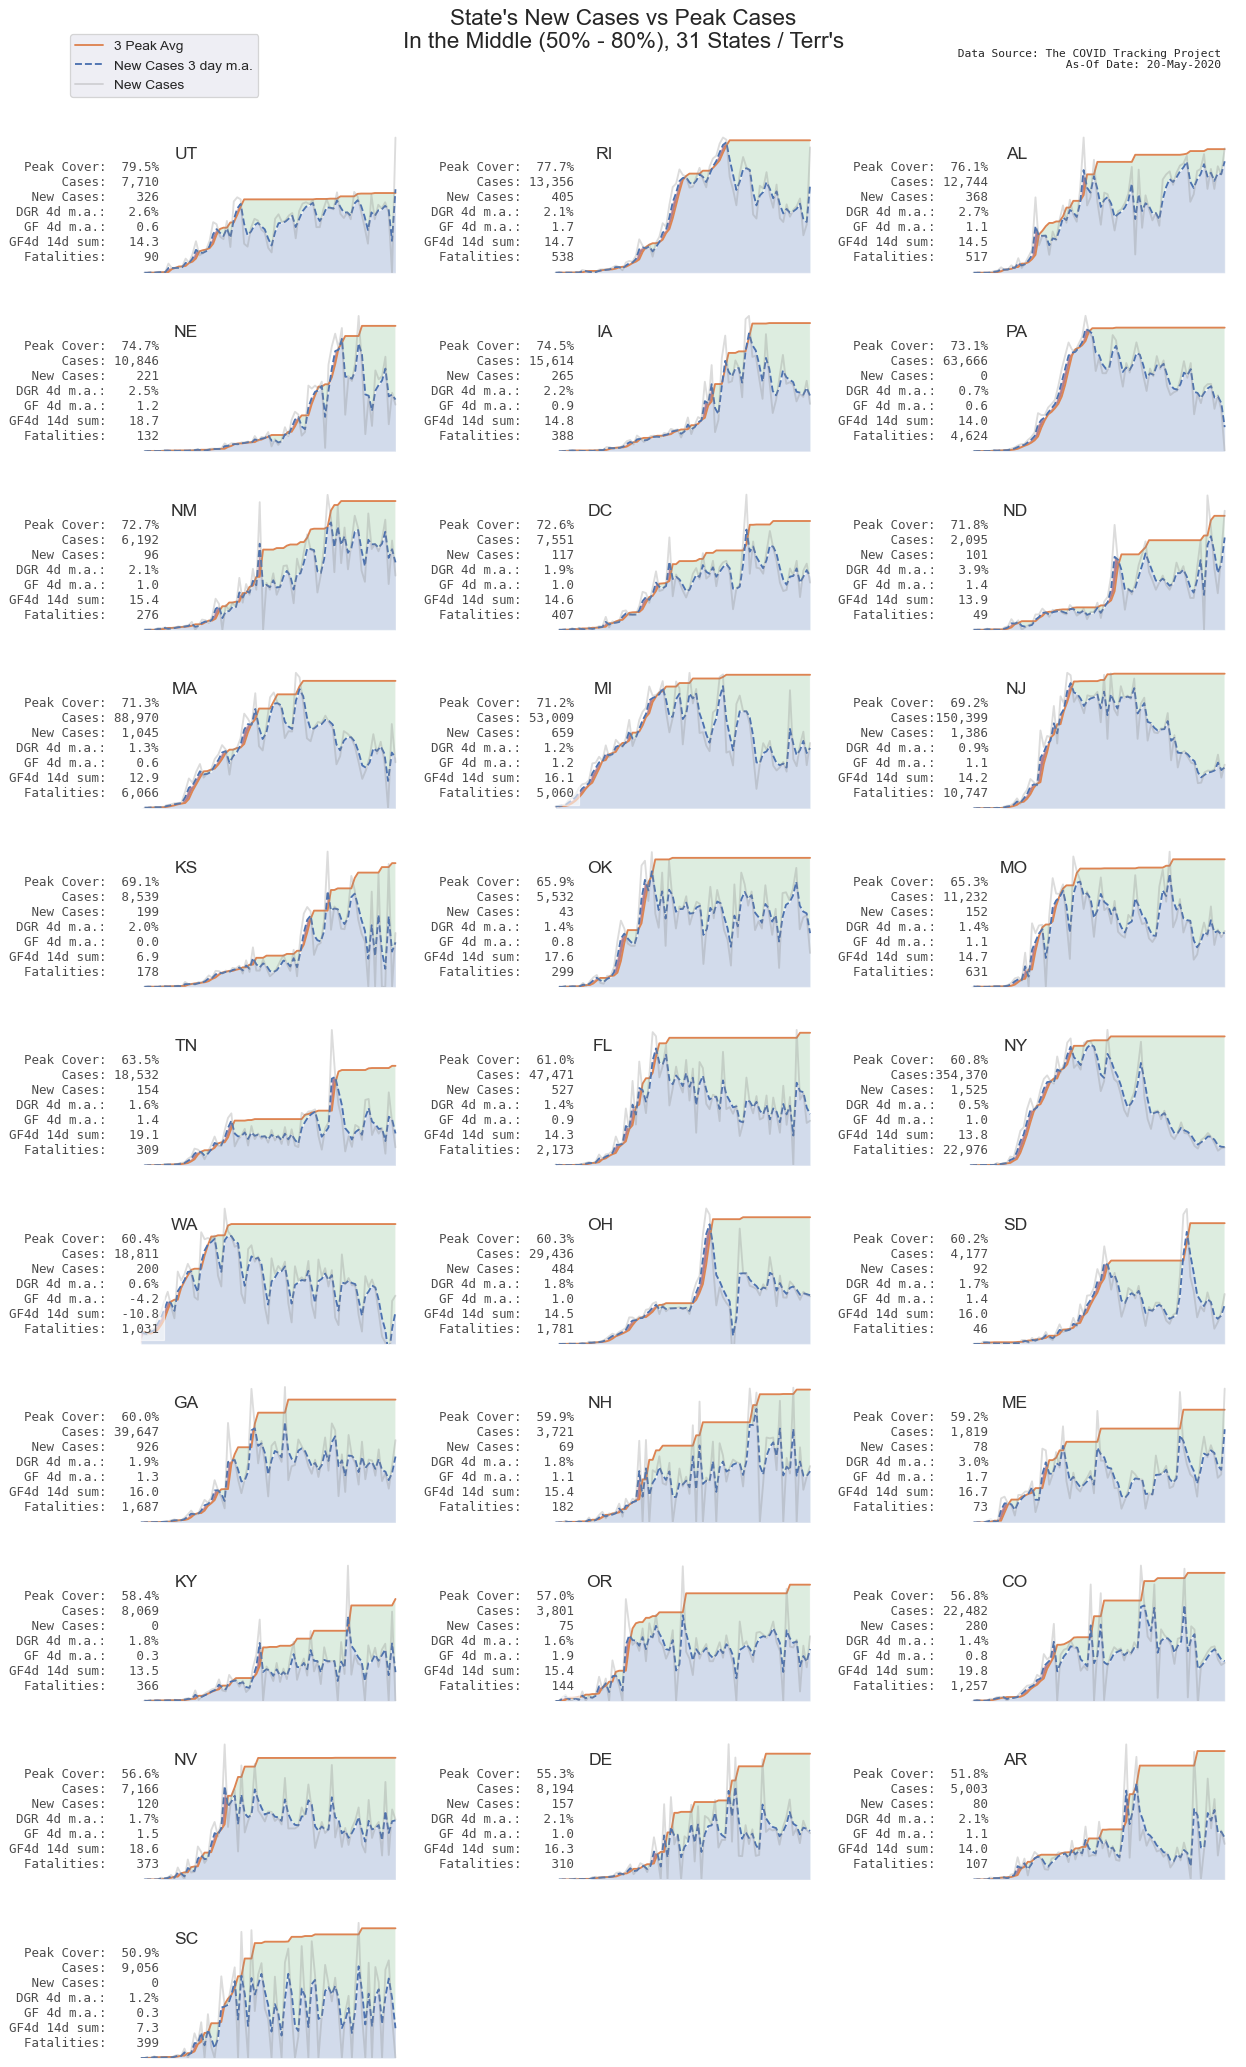 State's New Cases vs Peak Cases
In the Middle (50% - 80%), 31 States / Terr's
3 Peak Avg
New Cases 3 day m.a.
New Cases
Data Source: The COVID Tracking Project
As-Of Date: 20-May-2020
UT
Peak Cover: 79.5%
Cases: 7,710
New Cases: 326
DGR 4d m.a.: 2.6%
GF 4d m.a.: 0.6
GF4d 14d sum: 14.3
Fatalities: 90
RI
Peak Cover: 77.7%
Cases: 13,356
New Cases: 405
DGR 4d m.a.: 2.1%
GF 4d m.a.: 1.7
GF4d 14d sum: 14.7
Fatalities: 538
AL
Peak Cover: 76.1%
Cases: 12,744
New Cases: 368
DGR 4d m.a.: 2.7%
GF 4d m.a.: 1.1
GF4d 14d sum: 14.5
Fatalities: 517
NE
Peak Cover: 74.7%
Cases: 10,846
New Cases: 221
DGR 4d m.a.: 2.5%
GF 4d m.a.: 1.2
GF4d 14d sum: 18.7
Fatalities: 132
IA
Peak Cover: 74.5%
Cases: 15,614
New Cases: 265
DGR 4d m.a.: 2.2%
GF 4d m.a.: 0.9
GF4d 14d sum: 14.8
Fatalities: 388
PA
Peak Cover: 73.1%
Cases: 63,666
New Cases: 0
DGR 4d m.a.: 0.7%
GF 4d m.a.: 0.6
GF4d 14d sum: 14.0
Fatalities: 4,624
NM
Peak Cover: 72.7%
Cases: 6,192
New Cases: 96
DGR 4d m.a.: 2.1%
GF 4d m.a.: 1.0
GF4d 14d sum: 15.4
Fatalities: 276
DC
Peak Cover: 72.6%
Cases: 7,551
New Cases: 117
DGR 4d m.a.: 1.9%
GF 4d m.a.: 1.0
GF4d 14d sum: 14.6
Fatalities: 407
ND
Peak Cover: 71.8%
Cases: 2,095
New Cases: 101
DGR 4d m.a.: 3.9%
GF 4d m.a.: 1.4
GF4d 14d sum: 13.9
Fatalities: 49
MA
Peak Cover: 71.3%
Cases: 88,970
New Cases: 1,045
DGR 4d m.a.: 1.3%
GF 4d m.a.: 0.6
GF4d 14d sum: 12.9
Fatalities: 6,066
MI
Peak Cover: 71.2%
Cases: 53,009
New Cases: 659
DGR 4d m.a.: 1.2%
GF 4d m.a.: 1.2
GF4d 14d sum: 16.1
Fatalities: 5,060
NJ
Peak Cover: 69.2%
Cases:150,399
New Cases: 1,386
DGR 4d m.a.: 0.9%
GF 4d m.a.: 1.1
GF4d 14d sum: 14.2
Fatalities: 10,747
KS
Peak Cover: 69.1%
Cases: 8,539
New Cases: 199
DGR 4d m.a.: 2.0%
GF 4d m.a.: 0.0
GF4d 14d sum: 6.9
Fatalities: 178
OK
Peak Cover: 65.9%
Cases: 5,532
New Cases: 43
DGR 4d m.a.: 1.4%
GF 4d m.a.: 0.8
GF4d 14d sum: 17.6
Fatalities: 299
MO
Peak Cover: 65.3%
Cases: 11,232
New Cases: 152
DGR 4d m.a.: 1.4%
GF 4d m.a.: 1.1
GF4d 14d sum: 14.7
Fatalities: 631
TN
Peak Cover: 63.5%
Cases: 18,532
New Cases: 154
DGR 4d m.a.: 1.6%
GF 4d m.a.: 1.4
GF4d 14d sum: 19.1
Fatalities: 309
FL
Peak Cover: 61.0%
Cases: 47,471
New Cases: 527
DGR 4d m.a.: 1.4%
GF 4d m.a.: 0.9
GF4d 14d sum: 14.3
Fatalities: 2,173
NY
Peak Cover: 60.8%
Cases:354,370
New Cases: 1,525
DGR 4d m.a.: 0.5%
GF 4d m.a.: 1.0
GF4d 14d sum: 13.8
Fatalities: 22,976
WA
Peak Cover: 60.4%
Cases: 18,811
New Cases: 200
DGR 4d m.a.: 0.6%
GF 4d m.a.: -4.2
GF4d 14d sum: -10.8
Fatalities: 1,031
OH
Peak Cover: 60.3%
Cases: 29,436
New Cases: 484
DGR 4d m.a.: 1.8%
GF 4d m.a.: 1.0
GF4d 14d sum: 14.5
Fatalities: 1,781
SD
Peak Cover: 60.2%
Cases: 4,177
New Cases: 92
DGR 4d m.a.: 1.7%
GF 4d m.a.: 1.4
GF4d 14d sum: 16.0
Fatalities: 46
GA
Peak Cover: 60.0%
Cases: 39,647
New Cases: 926
DGR 4d m.a.: 1.9%
GF 4d m.a.: 1.3
GF4d 14d sum: 16.0
Fatalities: 1,687
NH
Peak Cover: 59.9%
Cases: 3,721
New Cases: 69
DGR 4d m.a.: 1.8%
GF 4d m.a.: 1.1
GF4d 14d sum: 15.4
Fatalities: 182
ME
Peak Cover: 59.2%
Cases: 1,819
New Cases: 78
DGR 4d m.a.: 3.0%
GF 4d m.a.: 1.7
GF4d 14d sum: 16.7
Fatalities: 73
KY
Peak Cover: 58.4%
Cases: 8,069
New Cases: 0
DGR 4d m.a.: 1.8%
GF 4d m.a.: 0.3
GF4d 14d sum: 13.5
Fatalities: 366
OR
Peak Cover: 57.0%
Cases: 3,801
New Cases: 75
DGR 4d m.a.: 1.6%
GF 4d m.a.: 1.9
GF4d 14d sum: 15.4
Fatalities: 144
CO
Peak Cover: 56.8%
Cases: 22,482
New Cases: 280
DGR 4d m.a.: 1.4%
GF 4d m.a.: 0.8
GF4d 14d sum: 19.8
Fatalities: 1,257
NV
Peak Cover: 56.6%
Cases: 7,166
New Cases: 120
DGR 4d m.a.: 1.7%
GF 4d m.a.: 1.5
GF4d 14d sum: 18.6
Fatalities: 373
DE
Peak Cover: 55.3%
Cases: 8,194
New Cases: 157
DGR 4d m.a.: 2.1%
GF 4d m.a.: 1.0
GF4d 14d sum: 16.3
Fatalities: 310
AR
Peak Cover: 51.8%
Cases: 5,003
New Cases: 80
DGR 4d m.a.: 2.1%
GF 4d m.a.: 1.1
GF4d 14d sum: 14.0
Fatalities: 107
SC
Peak Cover: 50.9%
Cases: 9,056
New Cases: 0
DGR 4d m.a.: 1.2%
GF 4d m.a.: 0.3
GF4d 14d sum: 7.3
Fatalities: 399